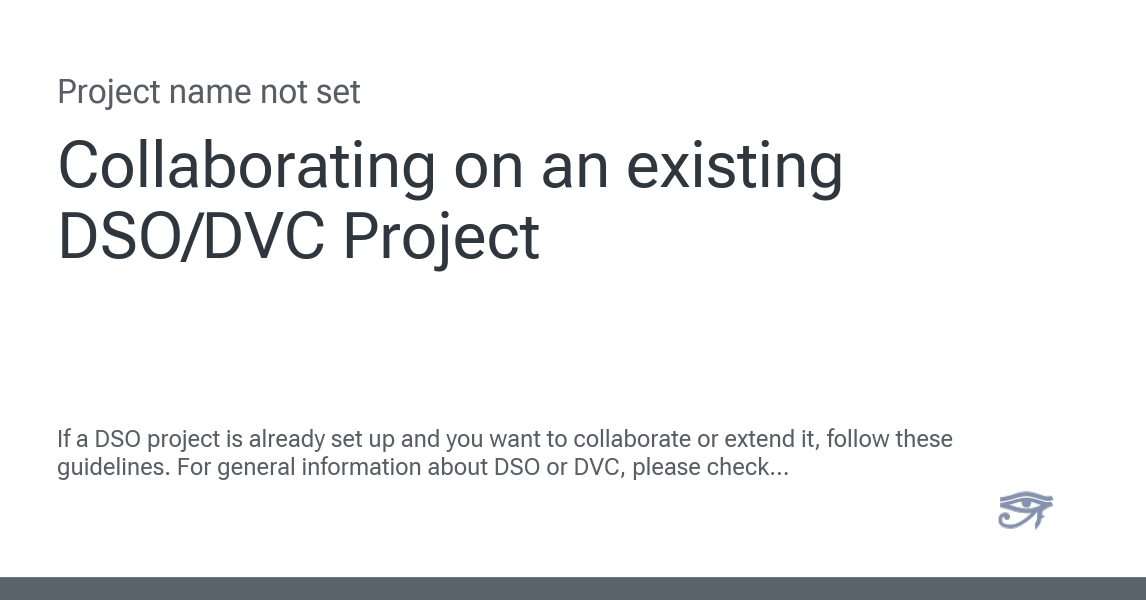 Project name not set
Collaborating on an existing
DSO/DVC Project
If a DSO project is already set up and you want to collaborate or extend it, follow these
guidelines. For general information about DSO or DVC, please check...